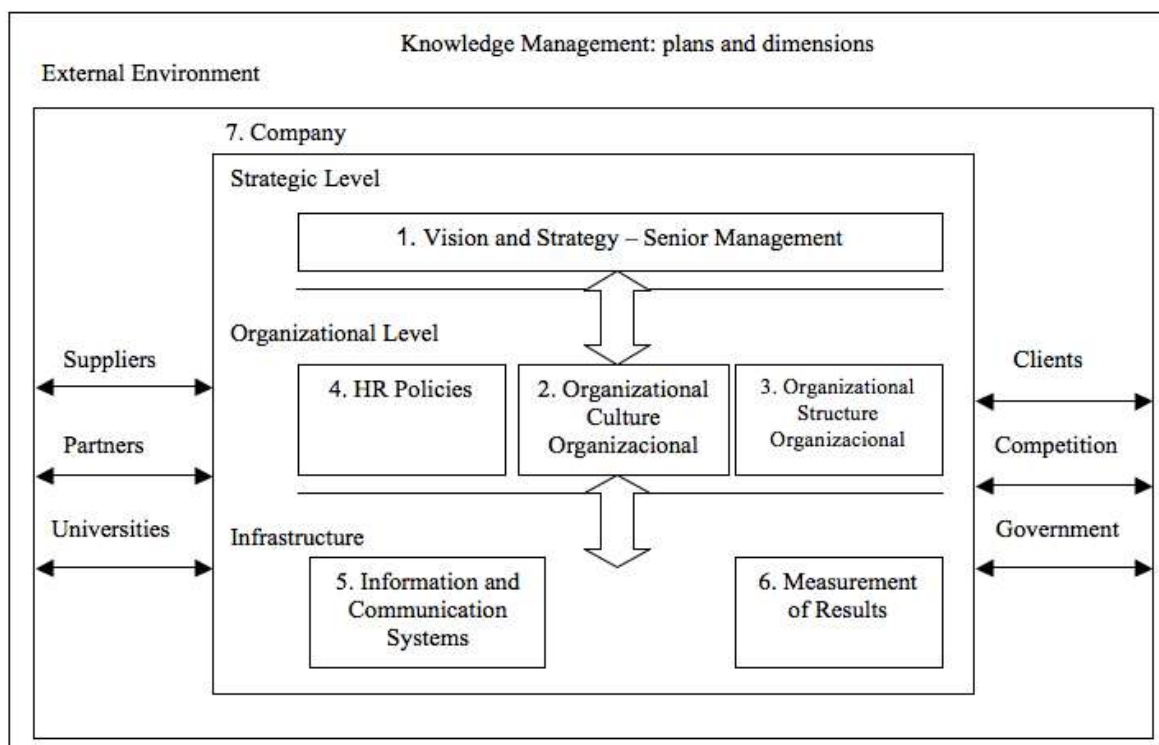 Knowledge Management: plans and dimensions
External Environment
7. Company
Strategic Level
1. Vision and Strategy – Senior Management
Organizational Level
Suppliers
Partners
Universities
4. HR Policies
2. Organizational
Culture
Organizacional
3. Organizational
Structure
Organizacional
Clients
Competition
Government
Infrastructure
5. Information and
Communication
Systems
6. Measurement
of Results